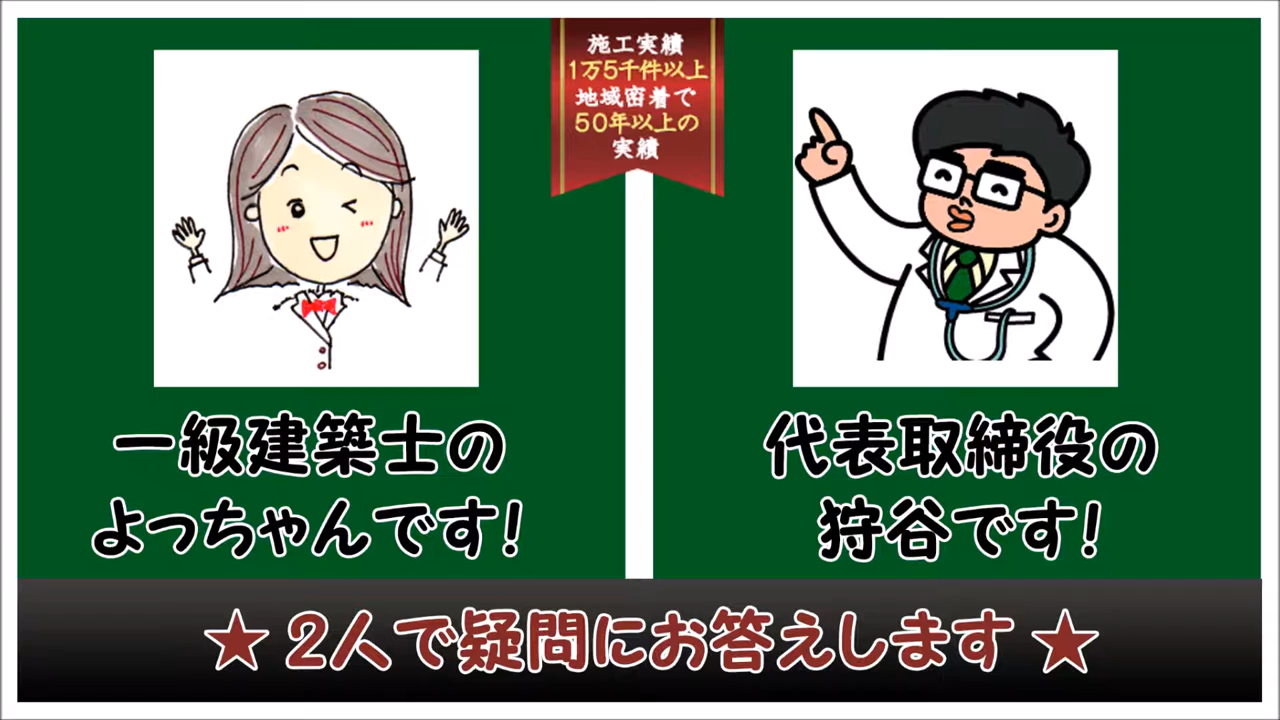 施工実績
1万5千件以上
地域密着で
50年以上の
実績
一級建築士の
よっちゃんです!
代表取締役の
狩谷です!
★ 2人で疑問にお答えします ★